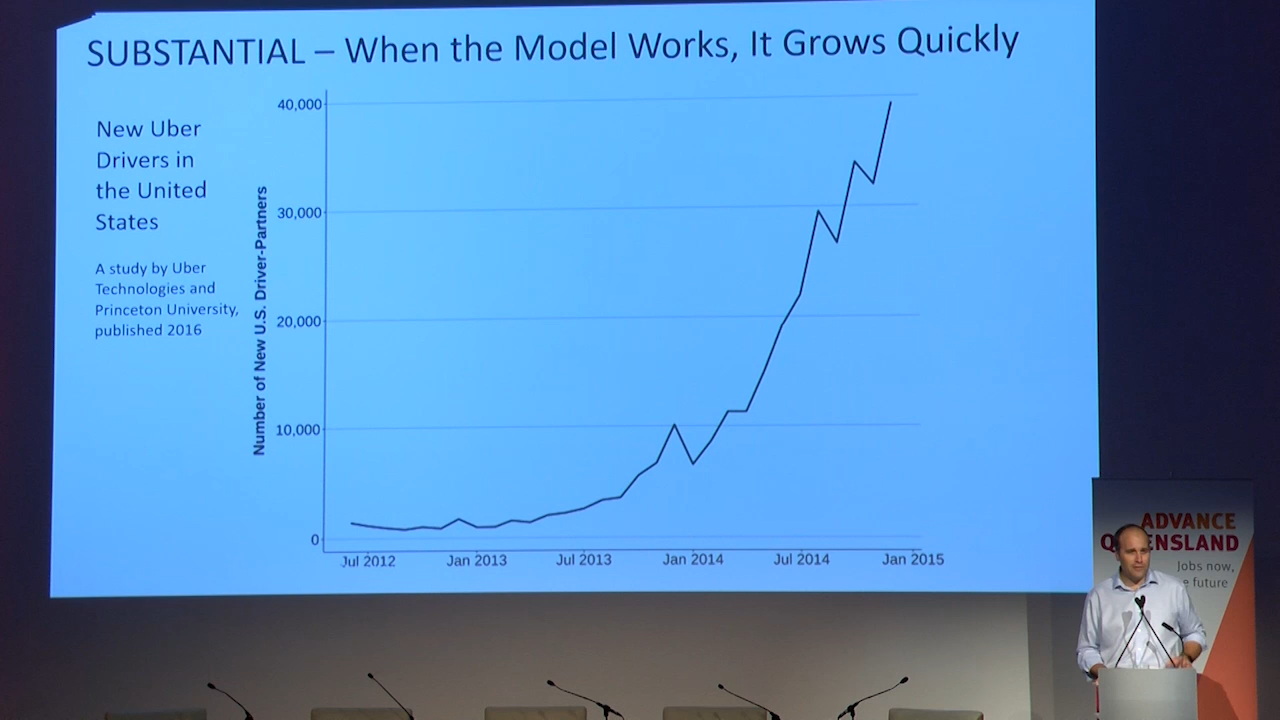 SUBSTANTIAL – When the Model Works, It Grows Quickly
New Uber
Drivers in
the United
States
A study by Uber
Technologies and
Princeton University,
published 2016
Number of New U.S. Driver-Partners
40,000
30,000
20,000
10,000
0
Jul 2012 Jan 2013 Jul 2013 Jan 2014 Jul 2014 Jan 2015
ADVANCE
Q ENSLAND
Jobs now,
e future